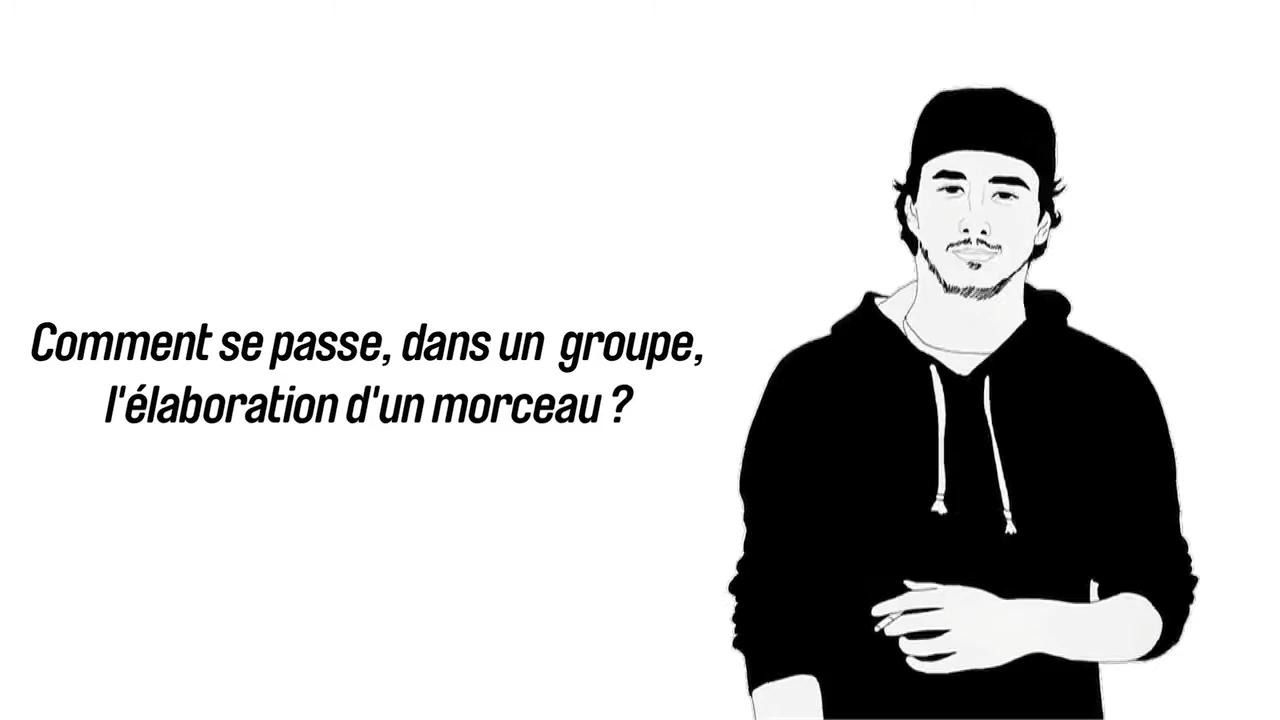 Comment se passe, dans un groupe,
l'élaboration d'un morceau ?